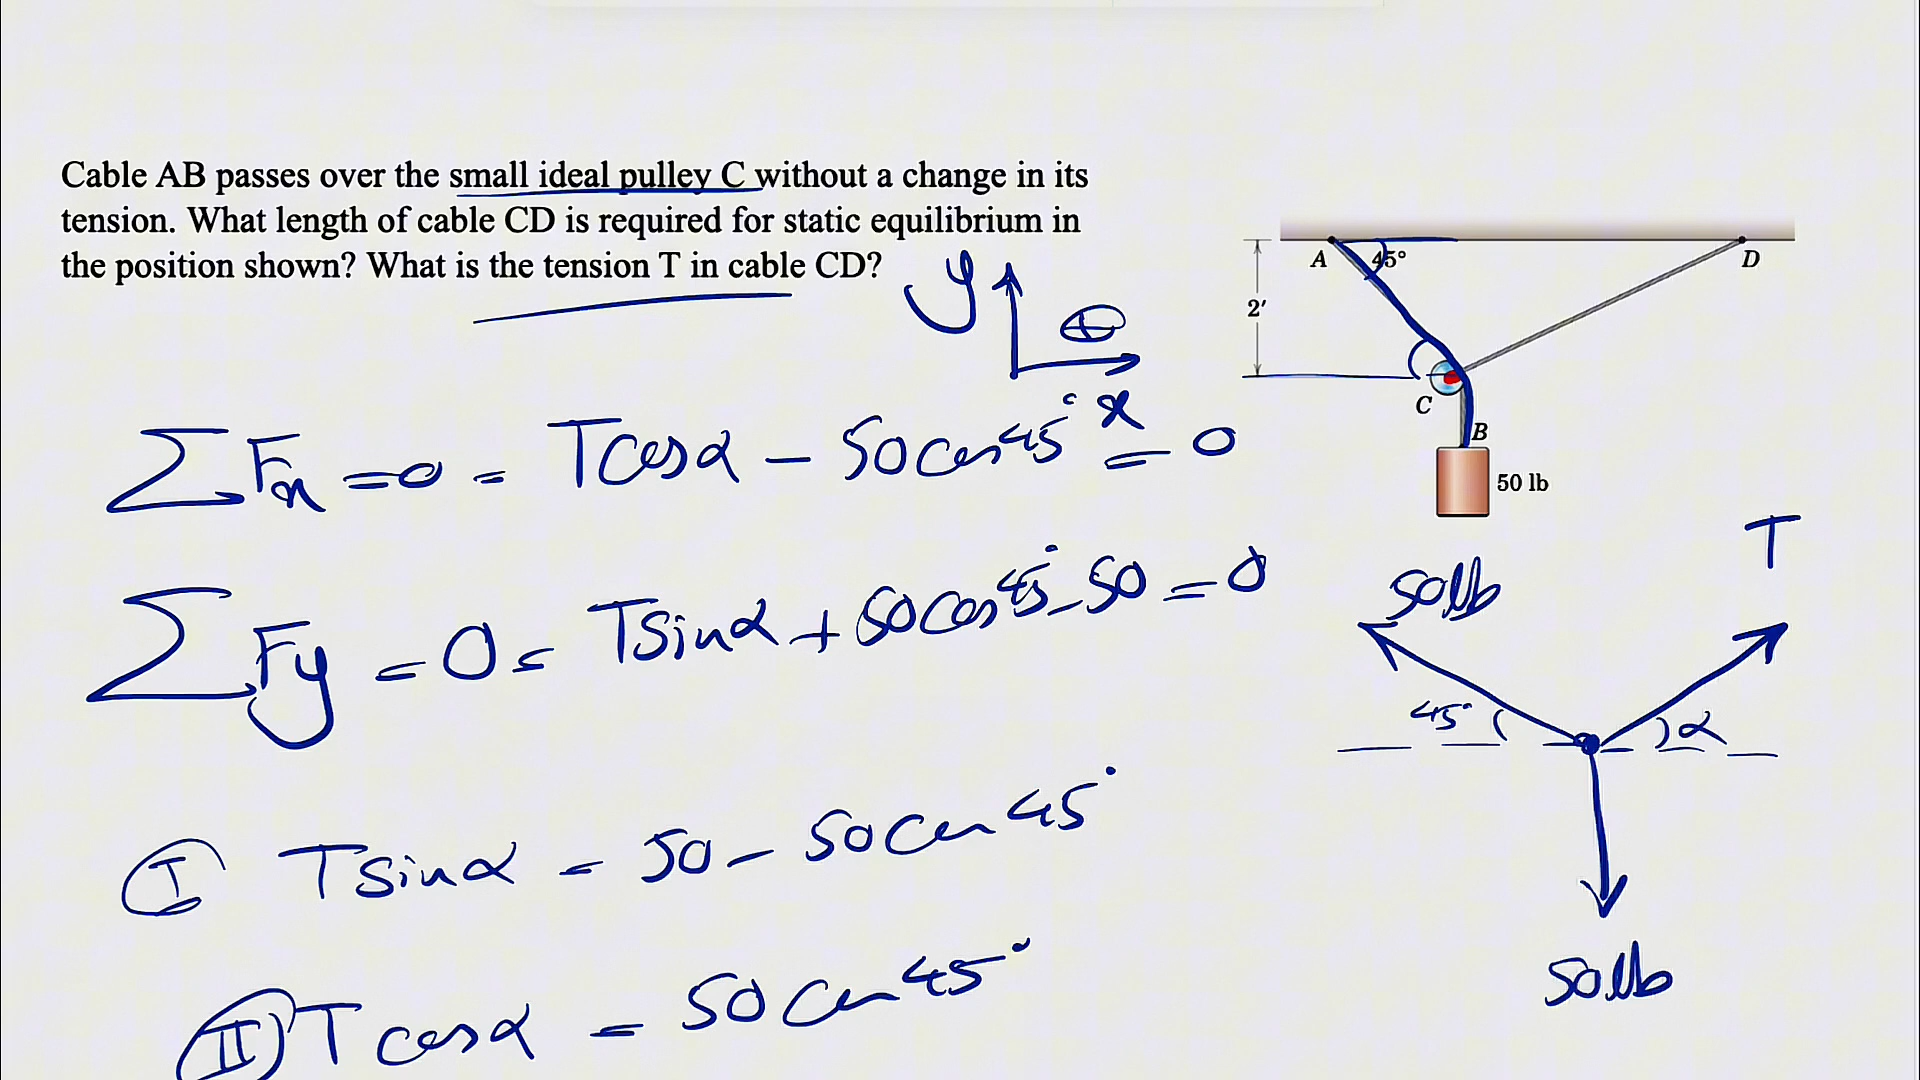 Cable AB passes over the small ideal pulley C without a change in its
tension. What length of cable CD is required for static equilibrium in
the position shown? What is the tension T in cable CD?
A
45°
D
2'
C
B
50 lb
y
⊕
x
ΣFx = 0 = Tcosα - 50cos45° = 0
ΣFy = 0 = Tsinα + 50cos45° - 50 = 0
I Tsinα = 50 - 50cos45°
II Tcosα = 50cos45°
T
50lb
45°
α
50lb